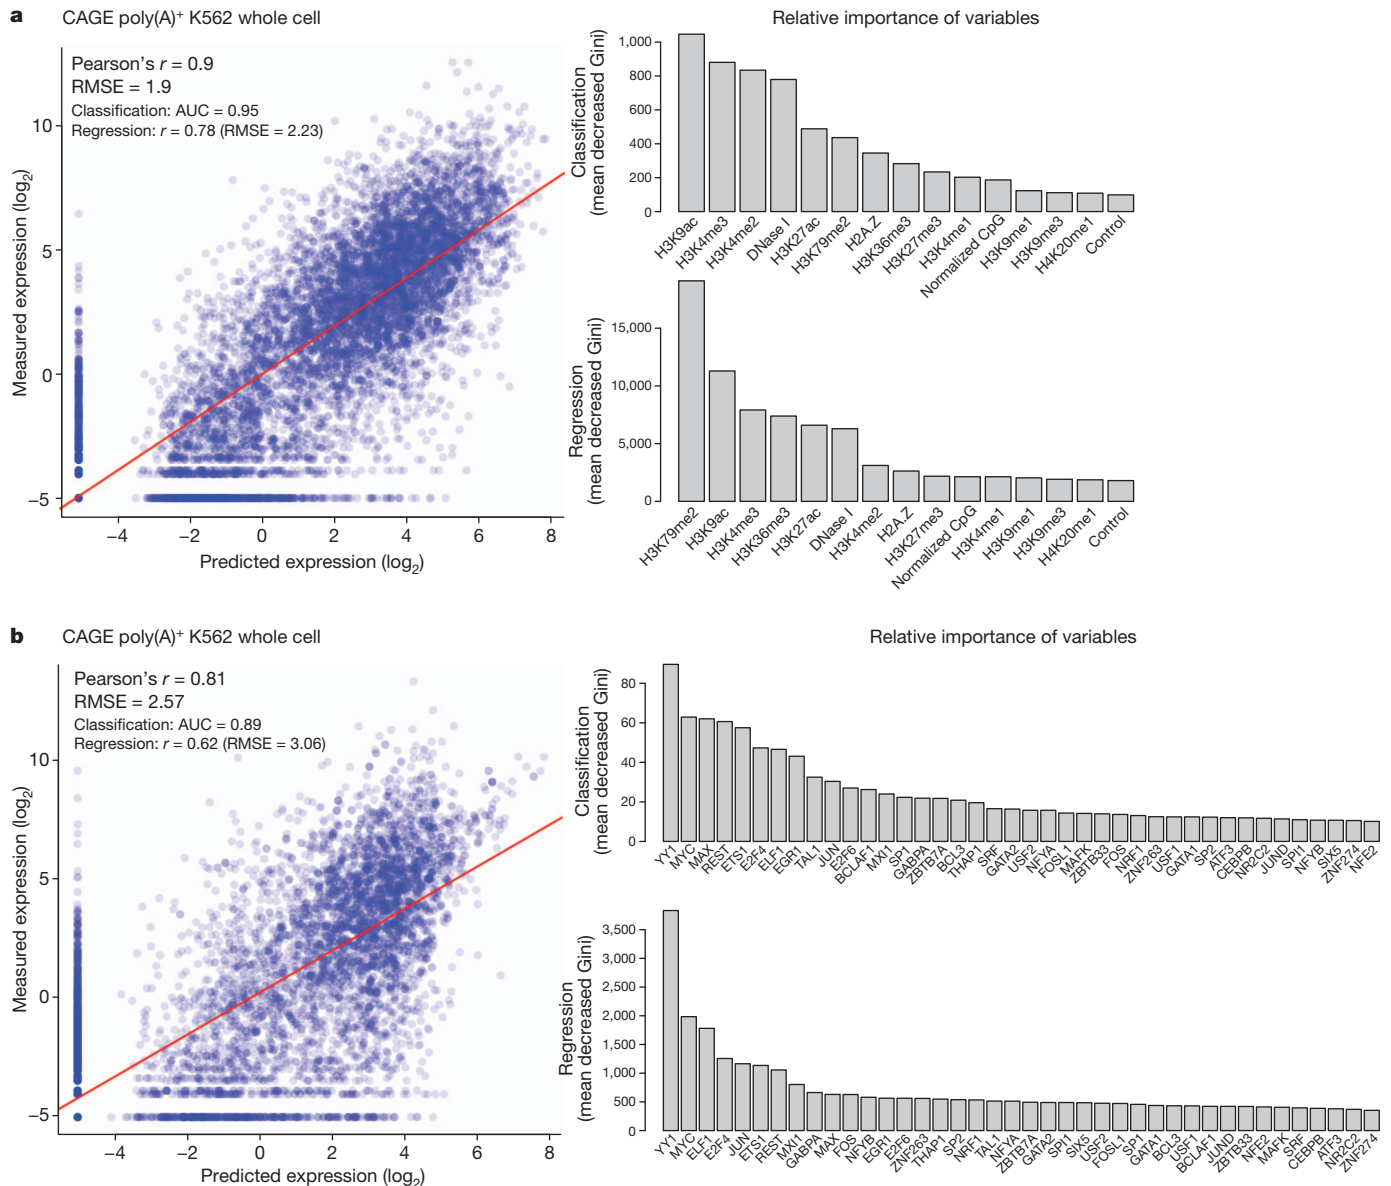 a
CAGE poly(A)+ K562 whole cell
Pearson's r = 0.9
RMSE = 1.9
Classification: AUC = 0.95
Regression: r = 0.78 (RMSE = 2.23)
Measured expression (log2)
10
5
0
−5
−4
−2
0
2
4
6
8
Predicted expression (log2)
Relative importance of variables
Classification
(mean decreased Gini)
1,000
800
600
400
200
0
H3K9ac
H3K4me3
H3K4me2
DNase I
H3K27ac
H3K79me2
H2A.Z
H3K36me3
H3K27me3
H3K4me1
Normalized CpG
H3K9me1
H3K9me3
H4K20me1
Control
Regression
(mean decreased Gini)
15,000
10,000
5,000
0
H3K79me2
H3K9ac
H3K4me3
H3K36me3
H3K27ac
DNase I
H3K4me2
H2A.Z
H3K27me3
Normalized CpG
H3K4me1
H3K9me1
H3K9me3
H4K20me1
Control
b
CAGE poly(A)+ K562 whole cell
Pearson's r = 0.81
RMSE = 2.57
Classification: AUC = 0.89
Regression: r = 0.62 (RMSE = 3.06)
Measured expression (log2)
10
5
0
−5
−4
−2
0
2
4
6
8
Predicted expression (log2)
Relative importance of variables
Classification
(mean decreased Gini)
80
60
40
20
0
YY1
MYC
MAX
REST
ETS1
E2F4
ELF1
EGR1
TAL1
JUN
E2F6
BCLAF1
MXI1
SP1
GABPA
ZBTB7A
BCL3
THAP1
SRF
GATA2
USF2
NFYA
FOSL1
MAFK
ZBTB33
FOS
NRF1
ZNF263
USF1
GATA1
SP2
ATF3
CEBPB
NR2C2
JUND
SPI1
NFYB
SIX5
ZNF274
NFE2
Regression
(mean decreased Gini)
3,500
3,000
2,500
2,000
1,500
1,000
500
0
YY1
MYC
ELF1
E2F4
JUN
ETS1
REST
MXI1
GABPA
MAX
FOS
NFYB
EGR1
E2F6
ZNF263
THAP1
SP2
NRF1
TAL1
NFYA
ZBTB7A
GATA2
SPI1
SIX5
USF2
FOSL1
SP1
GATA1
BCL3
USF1
BCLAF1
JUND
ZBTB33
NFE2
MAFK
SRF
CEBPB
ATF3
NR2C2
ZNF274